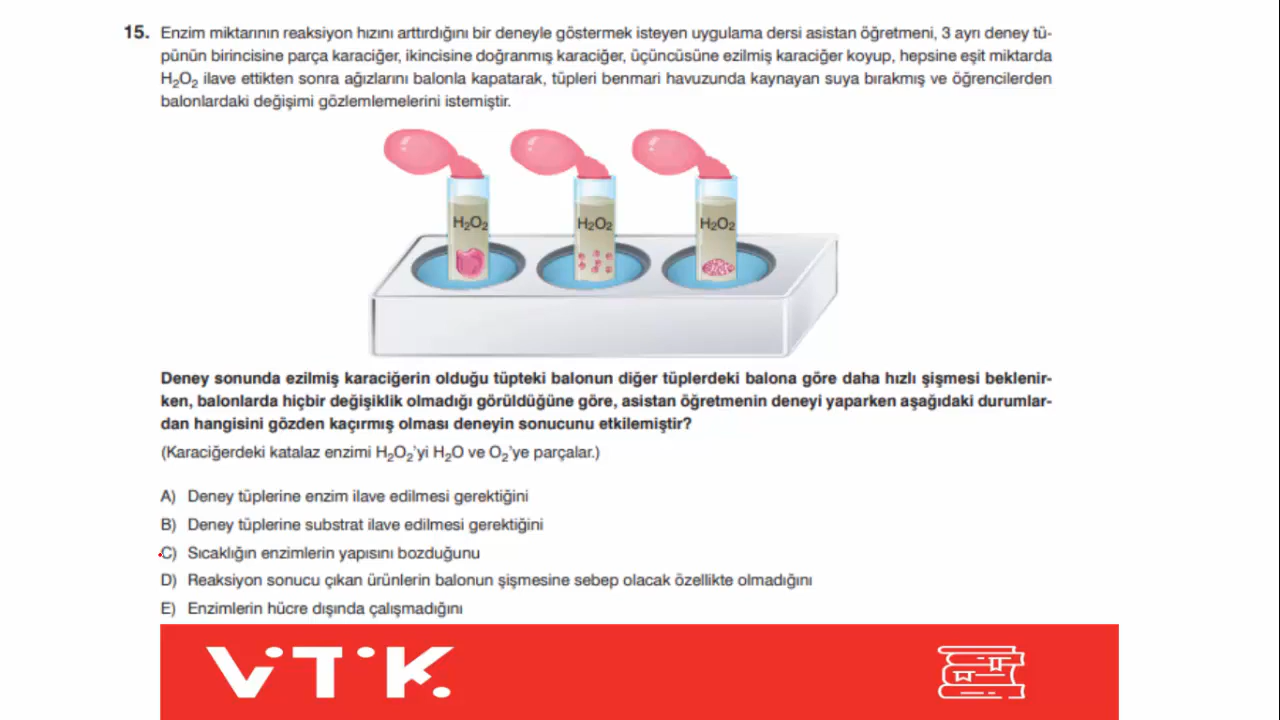 15. Enzim miktarının reaksiyon hızını arttırdığını bir deneyle göstermek isteyen uygulama dersi asistan öğretmeni, 3 ayrı deney tü-
pünün birincisine parça karaciğer, ikincisine doğranmış karaciğer, üçüncüsüne ezilmiş karaciğer koyup, hepsine eşit miktarda
H₂O₂ ilave ettikten sonra ağızlarını balonla kapatarak, tüpleri benmari havuzunda kaynayan suya bırakmış ve öğrencilerden
balonlardaki değişimi gözlemlemelerini istemiştir.
H₂O₂ H₂O₂ H₂O₂
Deney sonunda ezilmiş karaciğerin olduğu tüpteki balonun diğer tüplerdeki balona göre daha hızlı şişmesi beklenir-
ken, balonlarda hiçbir değişiklik olmadığı görüldüğüne göre, asistan öğretmenin deneyi yaparken aşağıdaki durumlar-
dan hangisini gözden kaçırmış olması deneyin sonucunu etkilemiştir?
(Karaciğerdeki katalaz enzimi H₂O₂'yi H₂O ve O₂'ye parçalar.)
A) Deney tüplerine enzim ilave edilmesi gerektiğini
B) Deney tüplerine substrat ilave edilmesi gerektiğini
C) Sıcaklığın enzimlerin yapısını bozduğunu
D) Reaksiyon sonucu çıkan ürünlerin balonun şişmesine sebep olacak özellikte olmadığını
E) Enzimlerin hücre dışında çalışmadığını
VİTİK.